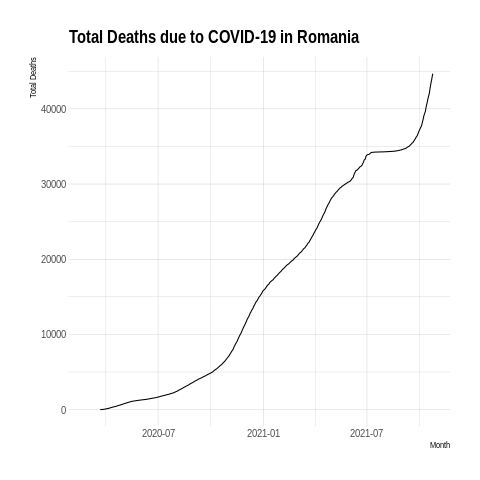 Total Deaths due to COVID-19 in Romania
Total Deaths
40000
30000
20000
10000
0
2020-07
2021-01
2021-07
Month